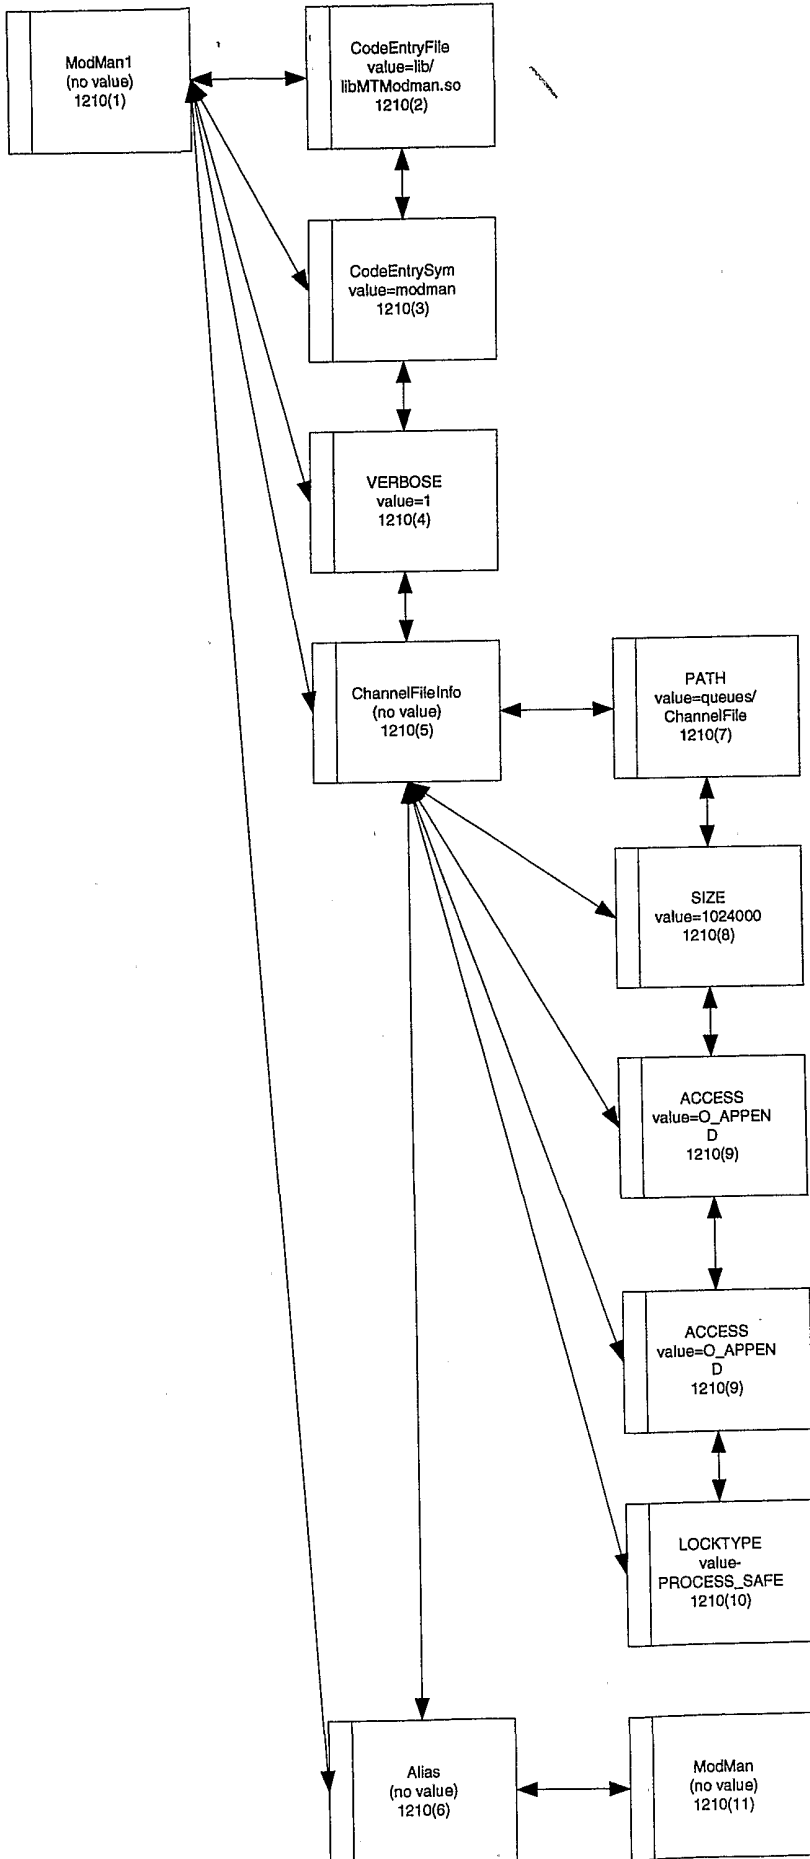 ModMan1
(no value)
1210(1)
CodeEntryFile
value=lib/
libMTModman.so
1210(2)
CodeEntrySym
value=modman
1210(3)
VERBOSE
value=1
1210(4)
ChannelFileInfo
(no value)
1210(5)
PATH
value=queues/
ChannelFile
1210(7)
SIZE
value=1024000
1210(8)
ACCESS
value=O_APPEN
D
1210(9)
ACCESS
value=O_APPEN
D
1210(9)
LOCKTYPE
value-
PROCESS_SAFE
1210(10)
Alias
(no value)
1210(6)
ModMan
(no value)
1210(11)